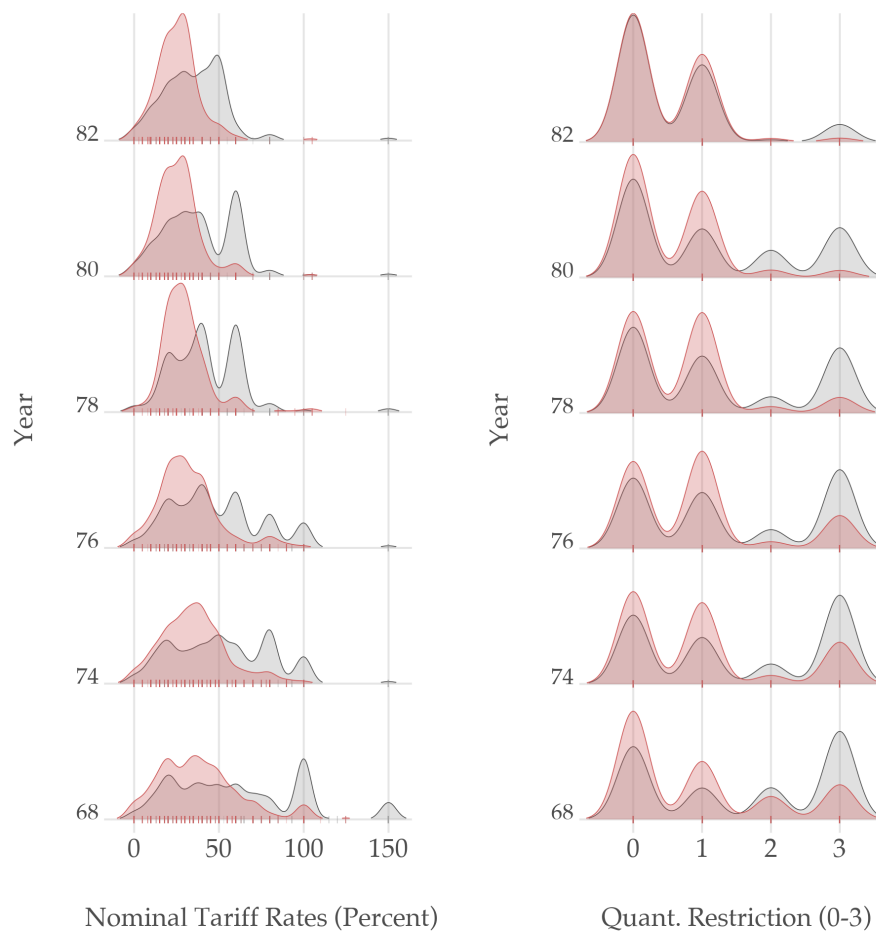 82
80
78
76
74
68
Year
0 50 100 150
Nominal Tariff Rates (Percent)
82
80
78
76
74
68
Year
0 1 2 3
Quant. Restriction (0-3)